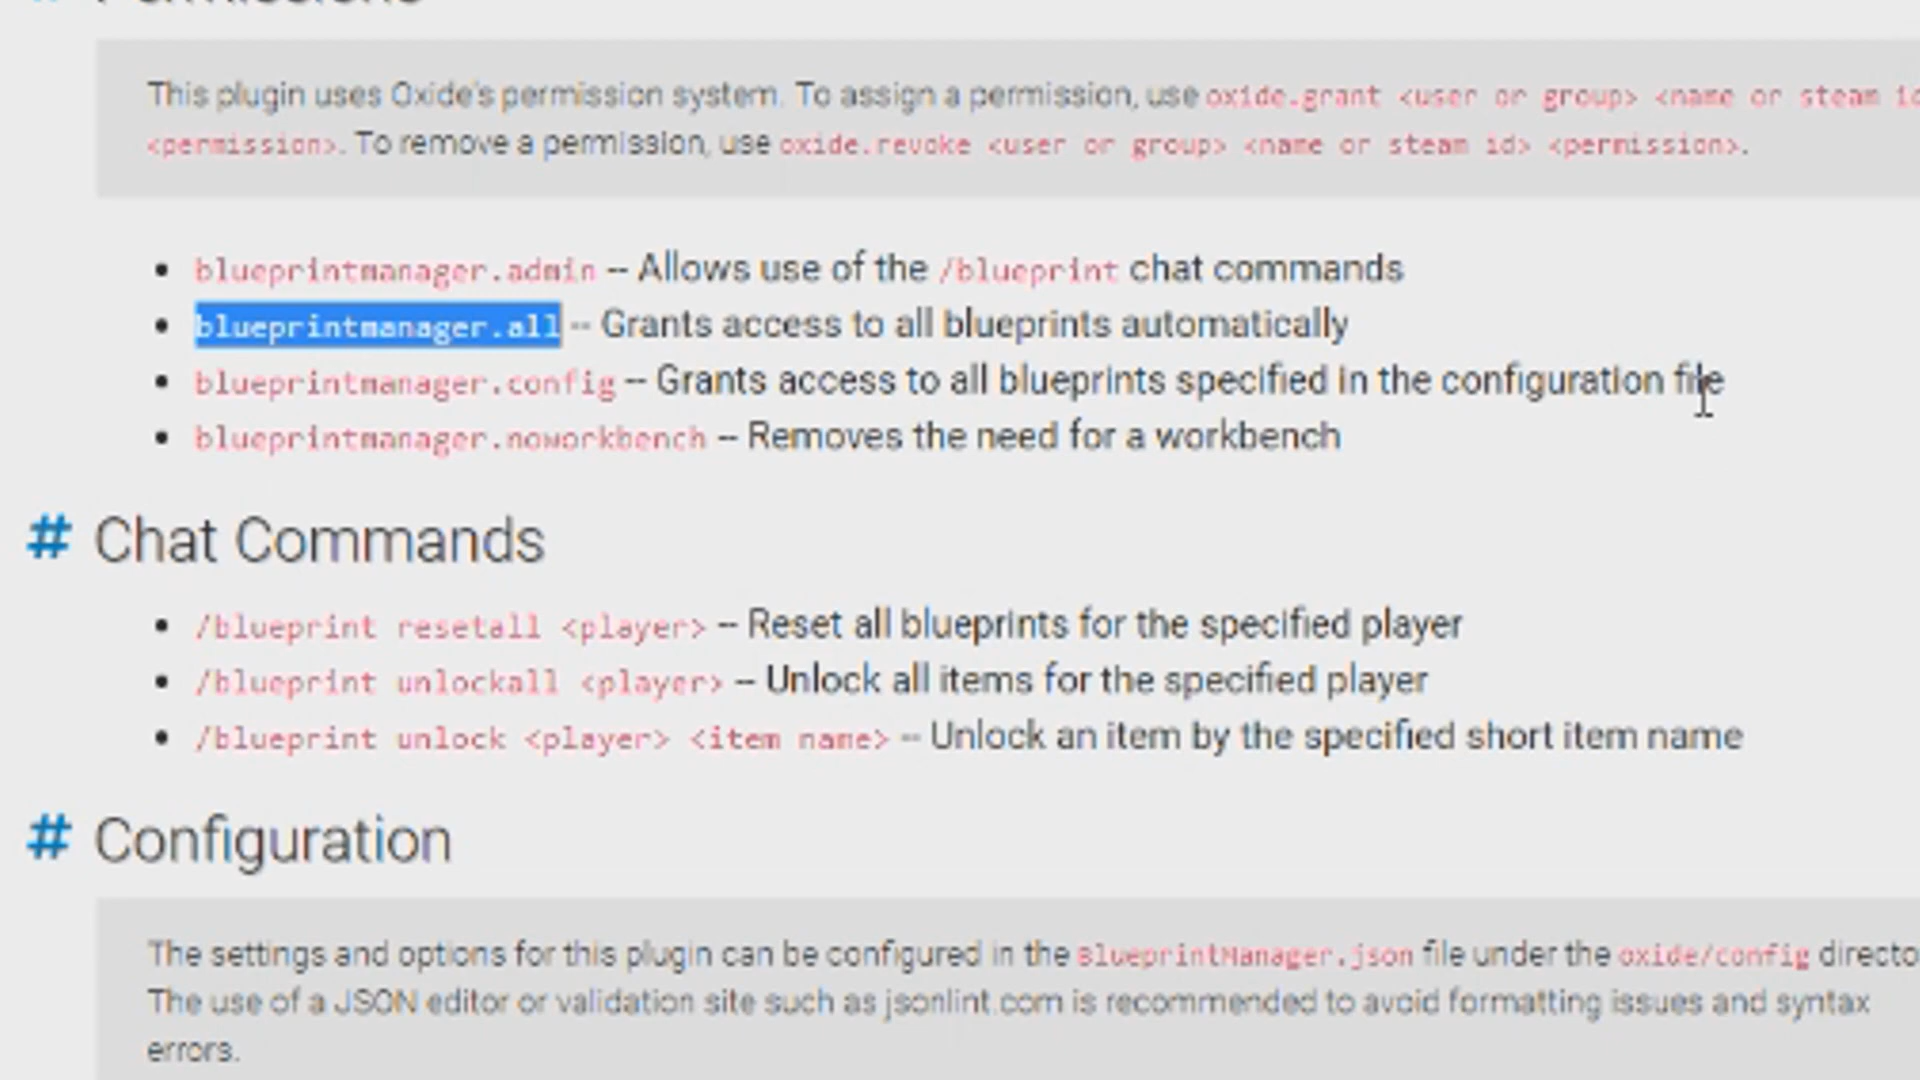 # Permissions
This plugin uses Oxide's permission system. To assign a permission, use oxide.grant <user or group> <name or steam id
<permission>. To remove a permission, use oxide.revoke <user or group> <name or steam id> <permission>.
• blueprintmanager.admin -- Allows use of the /blueprint chat commands
• blueprintmanager.all -- Grants access to all blueprints automatically
• blueprintmanager.config -- Grants access to all blueprints specified in the configuration file
• blueprintmanager.noworkbench -- Removes the need for a workbench
# Chat Commands
• /blueprint resetall <player> -- Reset all blueprints for the specified player
• /blueprint unlockall <player> -- Unlock all items for the specified player
• /blueprint unlock <player> <item name> -- Unlock an item by the specified short item name
# Configuration
The settings and options for this plugin can be configured in the BlueprintManager.json file under the oxide/config directo
The use of a JSON editor or validation site such as jsonlint.com is recommended to avoid formatting issues and syntax
errors.